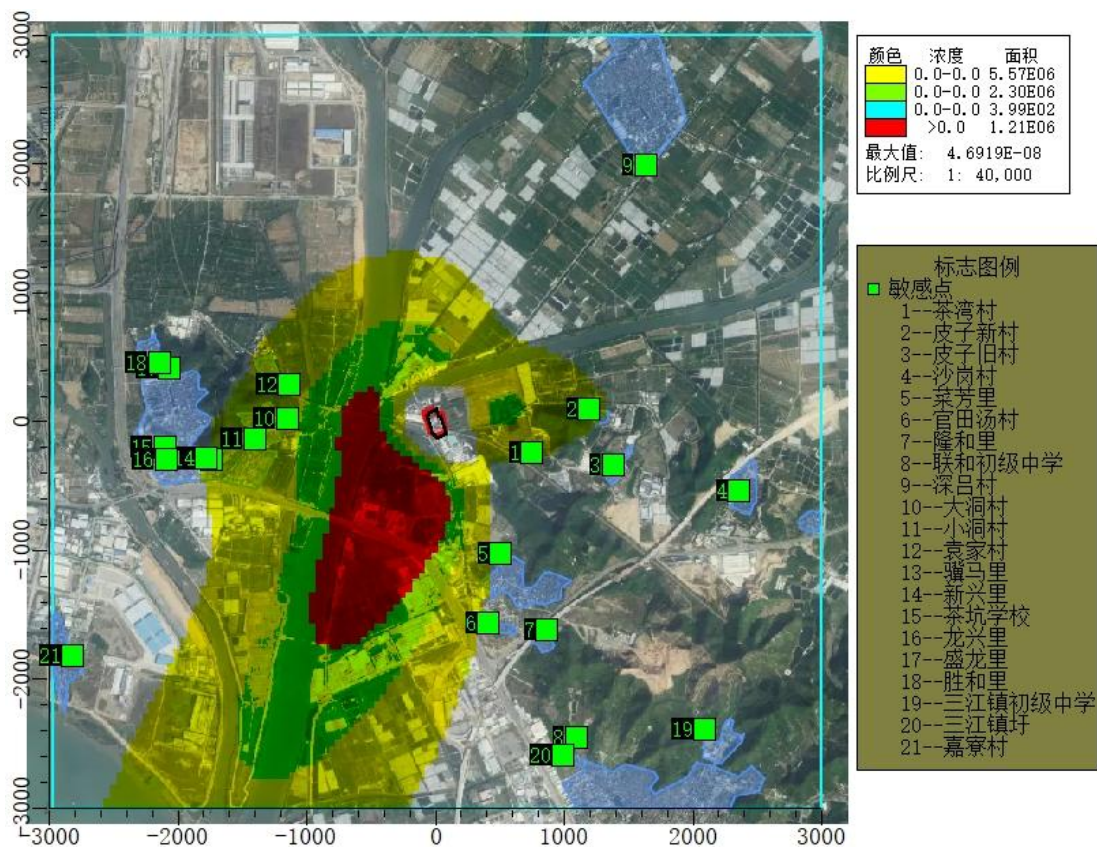 颜色 浓度 面积
0.0-0.0 5.57E06
0.0-0.0 2.30E06
0.0-0.0 3.99E02
>0.0 1.21E06
最大值: 4.6919E-08
比例尺: 1: 40,000
标志图例
敏感点
1--茶湾村
2--皮子新村
3--皮子旧村
4--沙岗村
5--菜芳里
6--官田汤村
7--隆和里
8--联和初级中学
9--深吕村
10--大洞村
11--小洞村
12--袁家村
13--骥马里
14--新兴里
15--茶坑学校
16--龙兴里
17--盛龙里
18--胜和里
19--三江镇初级中学
20--三江镇圩
21--嘉寮村
3000
2000
1000
0
-1000
-2000
-3000
-3000 -2000 -1000 0 1000 2000 3000
9
18
12
2
10
11
1
15
16
14
3
4
5
6
7
21
19
8
20